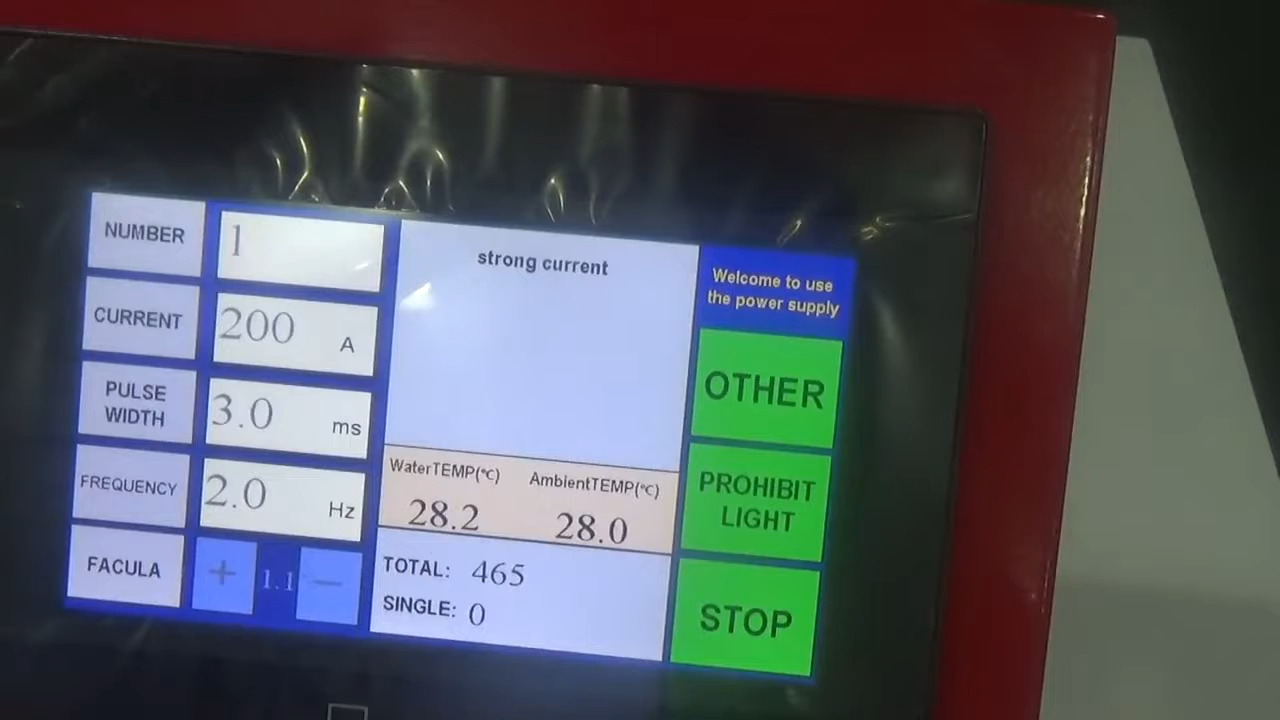 NUMBER 1
CURRENT 200 A
PULSE
WIDTH 3.0 ms
FREQUENCY 2.0 Hz
FACULA + 1.1 −
strong current
WaterTEMP(℃) AmbientTEMP(℃)
28.2 28.0
TOTAL: 465
SINGLE: 0
Welcome to use
the power supply
OTHER
PROHIBIT
LIGHT
STOP